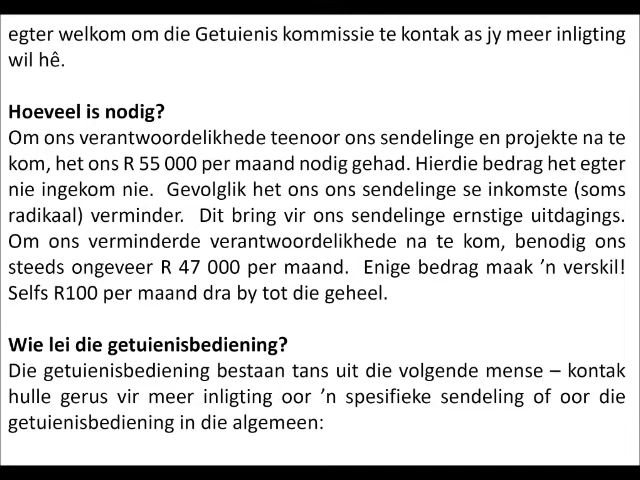 egter welkom om die Getuienis kommissie te kontak as jy meer inligting
wil hê.
Hoeveel is nodig?
Om ons verantwoordelikhede teenoor ons sendelinge en projekte na te
kom, het ons R 55 000 per maand nodig gehad. Hierdie bedrag het egter
nie ingekom nie.  Gevolglik het ons ons sendelinge se inkomste (soms
radikaal) verminder.  Dit bring vir ons sendelinge ernstige uitdagings.
Om ons verminderde verantwoordelikhede na te kom, benodig ons
steeds ongeveer R 47 000 per maand.  Enige bedrag maak ’n verskil!
Selfs R100 per maand dra by tot die geheel.
Wie lei die getuienisbediening?
Die getuienisbediening bestaan tans uit die volgende mense – kontak
hulle gerus vir meer inligting oor ’n spesifieke sendeling of oor die
getuienisbediening in die algemeen: